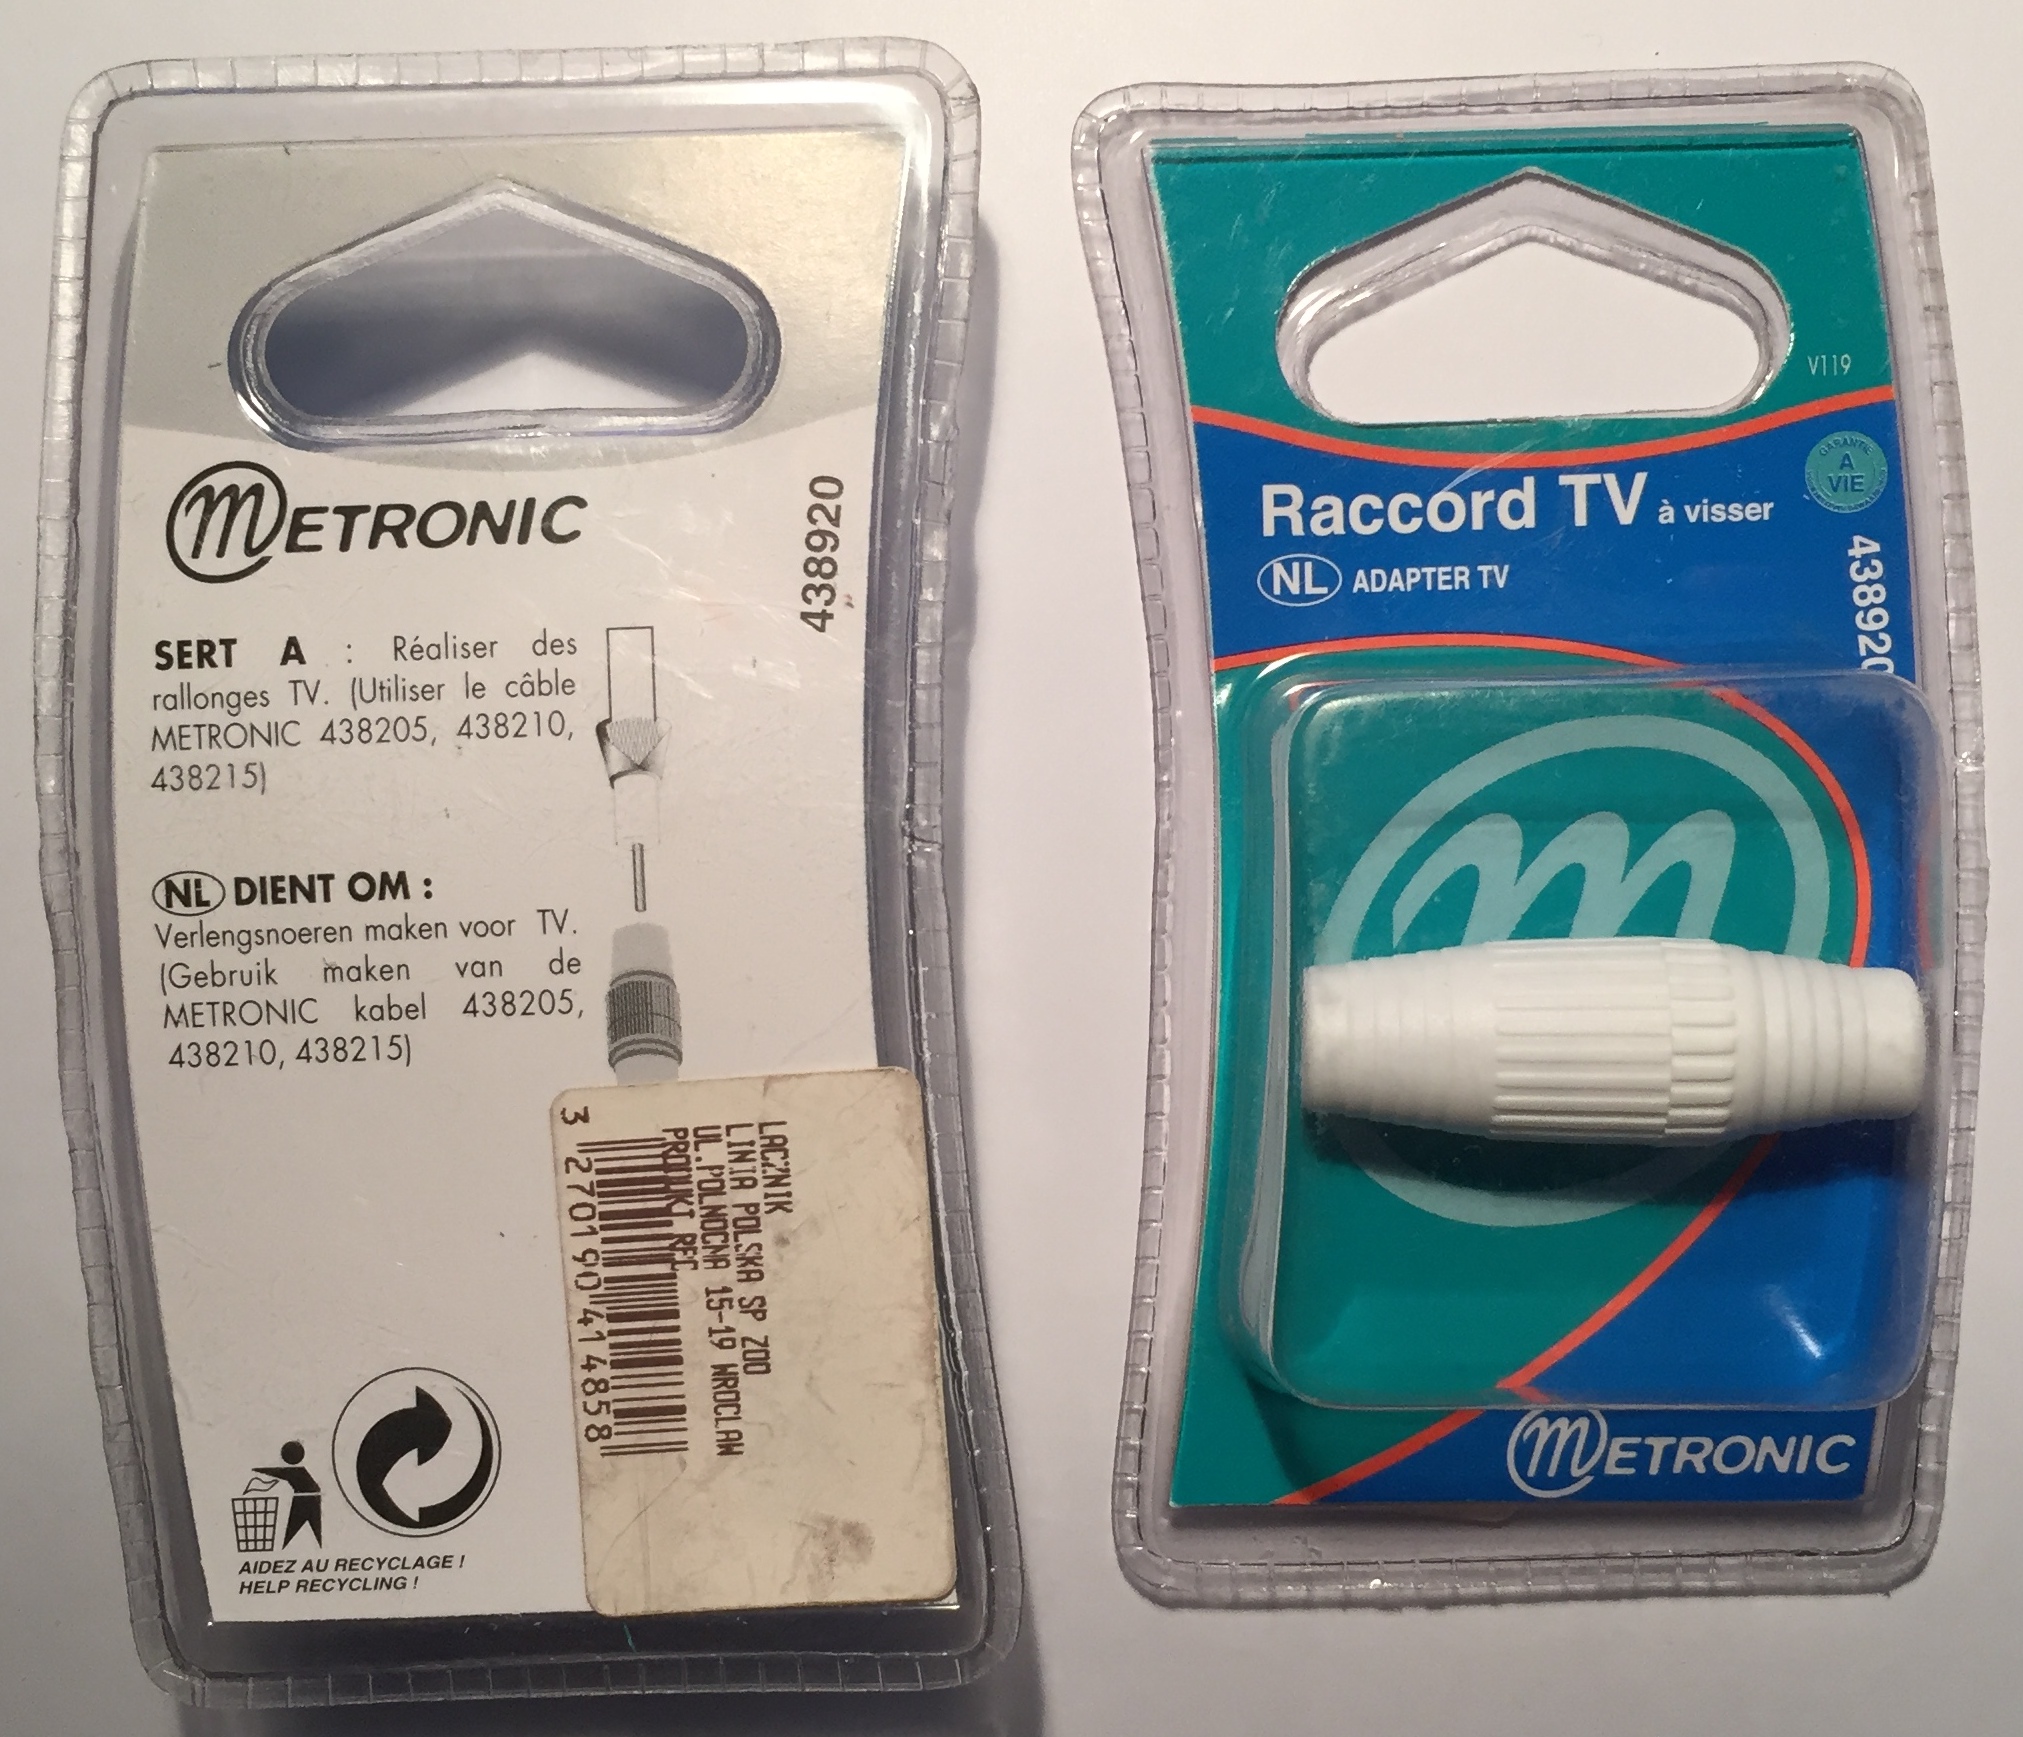 METRONIC
438920
SERT A : Réaliser des
rallonges TV. (Utiliser le câble
METRONIC 438205, 438210,
438215)
NL DIENT OM :
Verlengsnoeren maken voor TV.
(Gebruik maken van de
METRONIC kabel 438205,
438210, 438215)
LACZNIK
LINIA POLSKA SP ZOO
UL.POLNOCNA 15-19 WROCLAW
PRODUKT RFC
3 270190 414858
AIDEZ AU RECYCLAGE !
HELP RECYCLING !
V119
GARANTIE
A
VIE
Raccord TV à visser
NL ADAPTER TV
438920
m
METRONIC